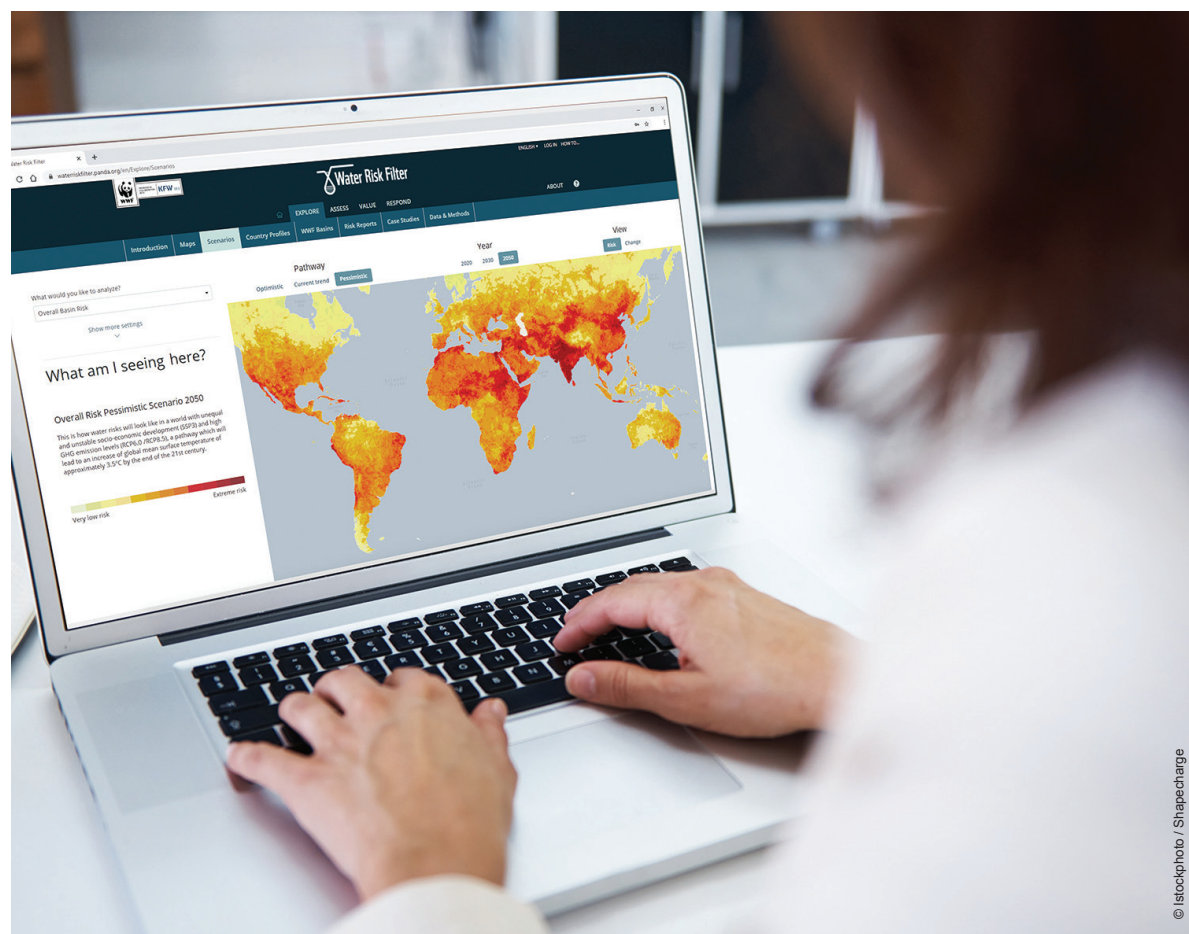 Water Risk Filter
waterriskfilter.panda.org/en/Explore/Scenarios
ENGLISH LOG IN HOW TO...
WWF
KFW
Water Risk Filter
ABOUT
EXPLORE ASSESS VALUE RESPOND
Introduction Maps Scenarios Country Profiles WWF Basins Risk Reports Case Studies Data & Methods
What would you like to analyze?
Overall Basin Risk
Show more settings
What am I seeing here?
Overall Risk Pessimistic Scenario 2050
This is how water risks will look like in a world with unequal
and unstable socio-economic development (SSP3) and high
GHG emission levels (RCP6.0 /RCP8.5), a pathway which will
lead to an increase of global mean surface temperature of
approximately 3.5°C by the end of the 21st century.
Very low risk Extreme risk
Pathway
Optimistic Current trend Pessimistic
Year
2020 2030 2050
View
Risk Change
© Istockphoto / Shapecharge